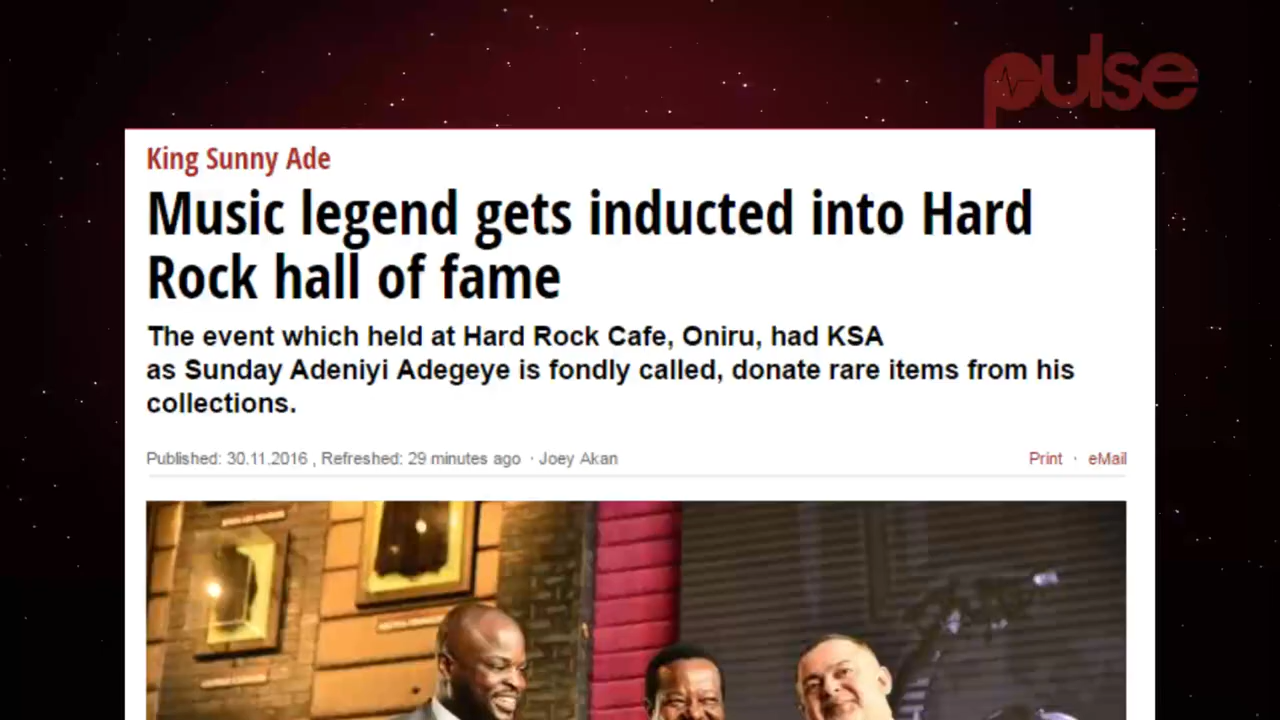 pulse
King Sunny Ade
Music legend gets inducted into Hard
Rock hall of fame
The event which held at Hard Rock Cafe, Oniru, had KSA
as Sunday Adeniyi Adegeye is fondly called, donate rare items from his
collections.
Published: 30.11.2016 , Refreshed: 29 minutes ago · Joey Akan
Print · eMail